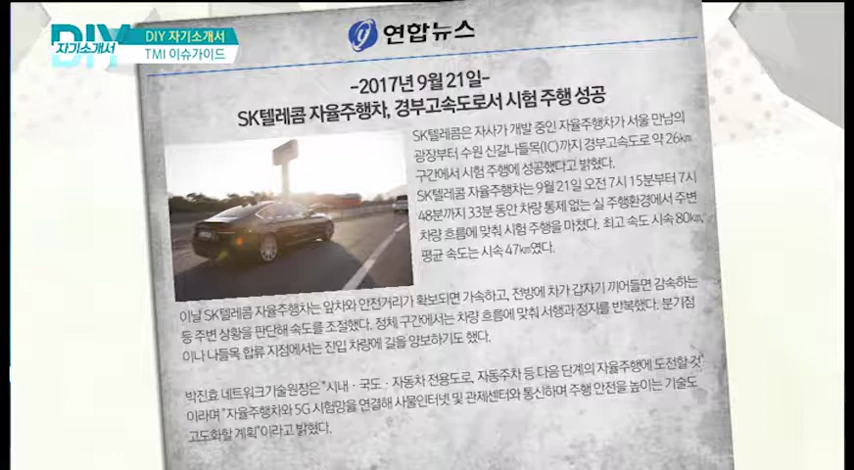 DIY
자기소개서
DIY 자기소개서
TMI 이슈가이드
연합뉴스
-2017년 9월 21일-
SK텔레콤 자율주행차, 경부고속도로서 시험 주행 성공
SK텔레콤은 자사가 개발 중인 자율주행차가 서울 만남의
광장부터 수원 신갈나들목(IC)까지 경부고속도로 약 26km
구간에서 시험 주행에 성공했다고 밝혔다.
SK텔레콤 자율주행차는 9월 21일 오전 7시 15분부터 7시
48분까지 33분 동안 차량 통제 없는 실 주행환경에서 주변
차량 흐름에 맞춰 시험 주행을 마쳤다. 최고 속도 시속 80km,
평균 속도는 시속 47km였다.
이날 SK텔레콤 자율주행차는 앞차와 안전거리가 확보되면 가속하고, 전방에 차가 갑자기 끼어들면 감속하는
등 주변 상황을 판단해 속도를 조절했다. 정체 구간에서는 차량 흐름에 맞춰 서행과 정지를 반복했다. 분기점
이나 나들목 합류 지점에서는 진입 차량에 길을 양보하기도 했다.
박진효 네트워크기술원장은 "시내·국도·자동차 전용도로, 자동주차 등 다음 단계의 자율주행에 도전할 것"
이라며 "자율주행차와 5G 시험망을 연결해 사물인터넷 및 관제센터와 통신하며 주행 안전을 높이는 기술도
고도화할 계획"이라고 밝혔다.